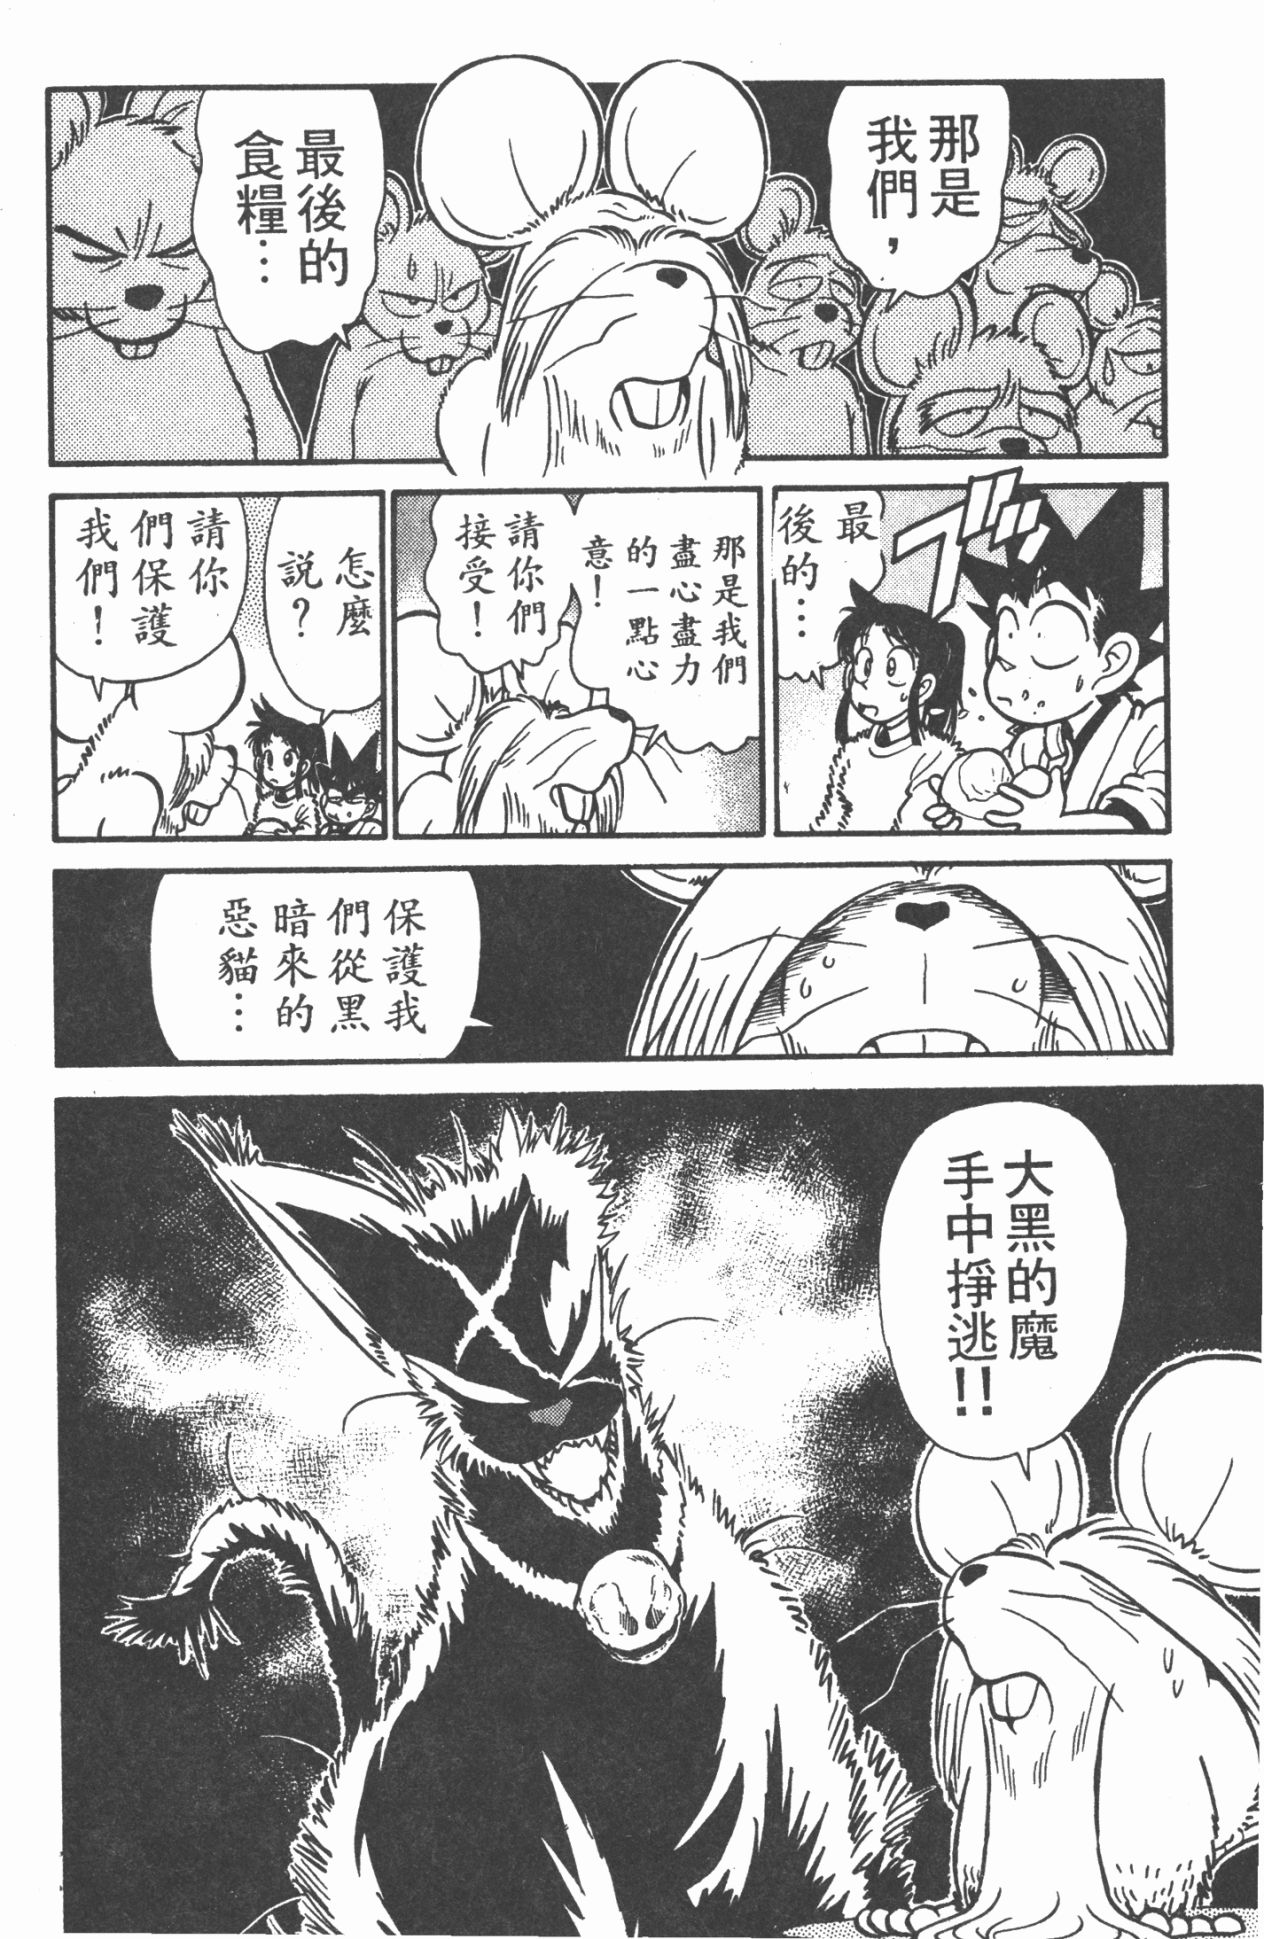 那是
我們，
最後的
食糧…
ブッ
最
後的…
那是我們
盡心盡力
的一點心
意！
請你們
接受！
怎麼
説？
請你
們保護
我們！
保護我
們從黑
暗來的
惡貓…
大黑的魔
手中掙逃!!